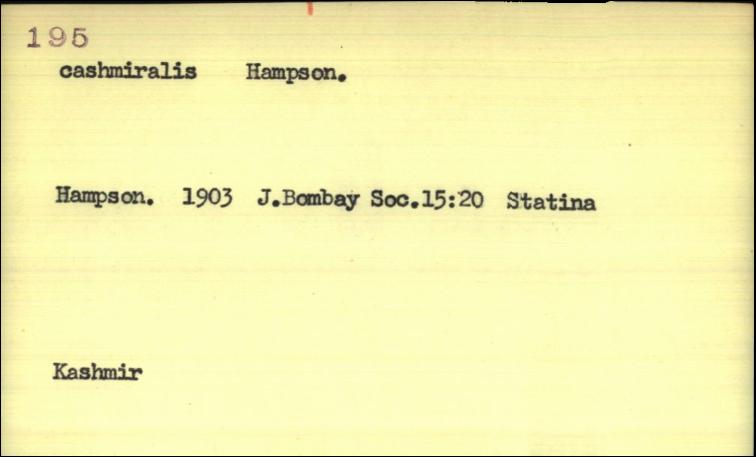 195
cashmiralis Hampson.
Hampson. 1903 J.Bombay Soc.15:20 Statina
Kashmir